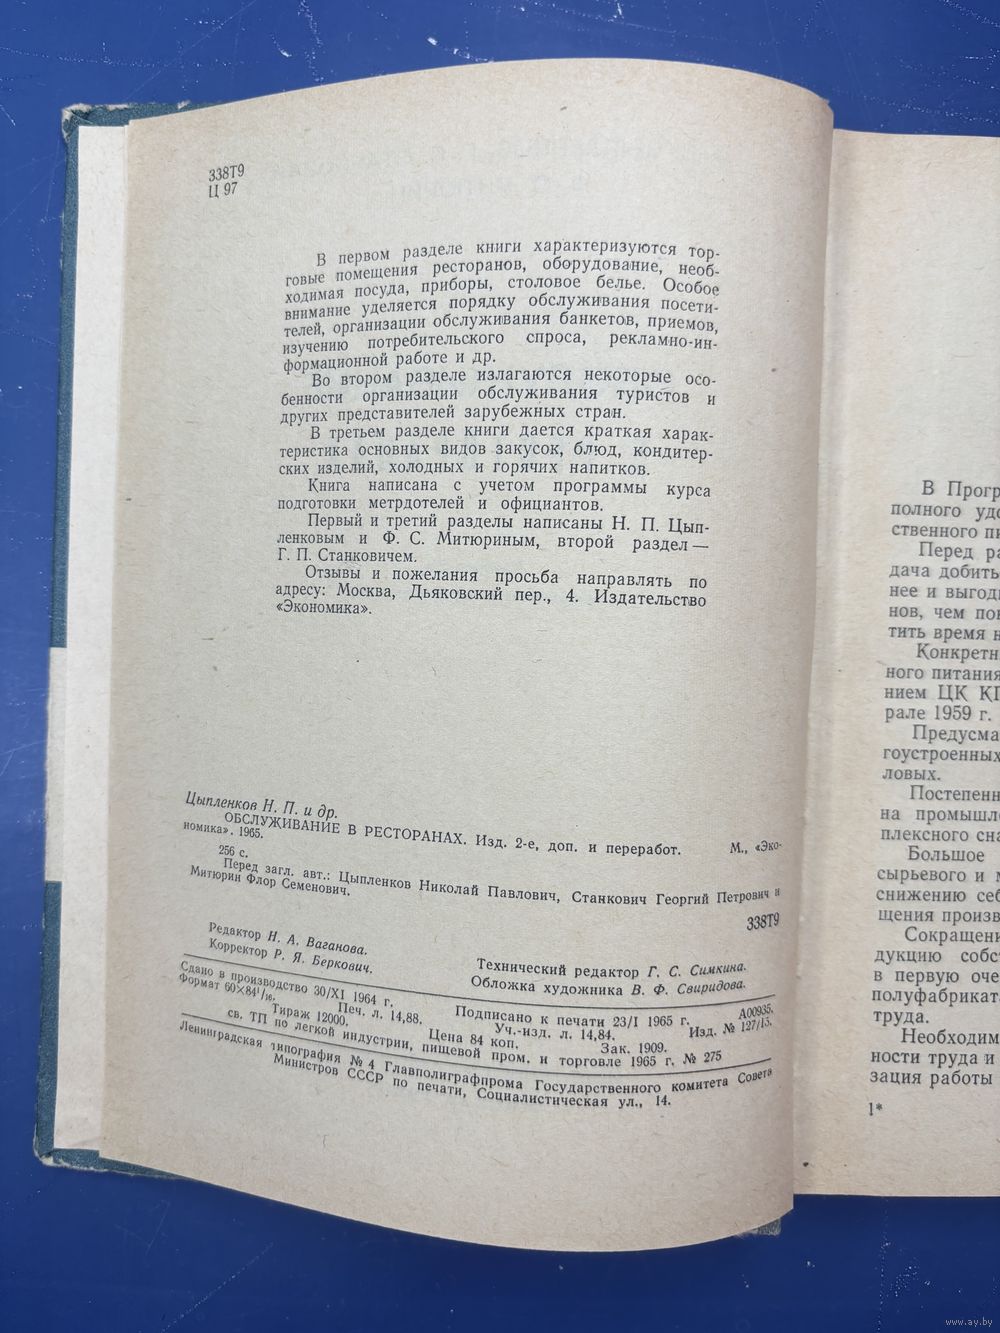 338Т9
Ц 97
В первом разделе книги характеризуются тор-
говые помещения ресторанов, оборудование, необ-
ходимая посуда, приборы, столовое белье. Особое
внимание уделяется порядку обслуживания посети-
телей, организации обслуживания банкетов, приемов,
изучению потребительского спроса, рекламно-ин-
формационной работе и др.
Во втором разделе излагаются некоторые осо-
бенности организации обслуживания туристов и
других представителей зарубежных стран.
В третьем разделе книги дается краткая харак-
теристика основных видов закусок, блюд, кондитер-
ских изделий, холодных и горячих напитков.
Книга написана с учетом программы курса
подготовки метрдотелей и официантов.
Первый и третий разделы написаны Н. П. Цып-
ленковым и Ф. С. Митюриным, второй раздел —
Г. П. Станковичем.
Отзывы и пожелания просьба направлять по
адресу: Москва, Дьяковский пер., 4. Издательство
«Экономика».
Цыпленков Н. П. и др.
ОБСЛУЖИВАНИЕ В РЕСТОРАНАХ. Изд. 2-е, доп. и переработ. М., «Эко-
номика». 1965.
256 с.
Перед загл. авт.: Цыпленков Николай Павлович, Станкович Георгий Петрович и
Митюрин Флор Семенович.
338Т9
Редактор Н. А. Ваганова.
Корректор Р. Я. Беркович.
Технический редактор Г. С. Симкина.
Обложка художника В. Ф. Свиридова.
Сдано в производство 30/XI 1964 г. Подписано к печати 23/I 1965 г. А00935.
Формат 60×84¹/₁₆. Печ. л. 14,88. Уч.-изд. л. 14,84. Изд. № 127/15.
Тираж 12000. Цена 84 коп. Зак. 1909.
св. ТП по легкой индустрии, пищевой пром. и торговле 1965 г. № 275
Ленинградская типография № 4 Главполиграфпрома Государственного комитета Совета
Министров СССР по печати, Социалистическая ул., 14.
В Прогр
полного удо
ственного пи
Перед ра
дача добить
нее и выгодн
нов, чем пон
тить время н
Конкретн
ного питания
нием ЦК КП
рале 1959 г.
Предусма
гоустроенных
ловых.
Постепенн
на промышле
плексного сна
Большое
сырьевого и м
снижению себ
щения произв
Сокращени
дукцию собст
в первую оче
полуфабрикат
труда.
Необходим
ности труда и
зация работы
1*
www.ay.by